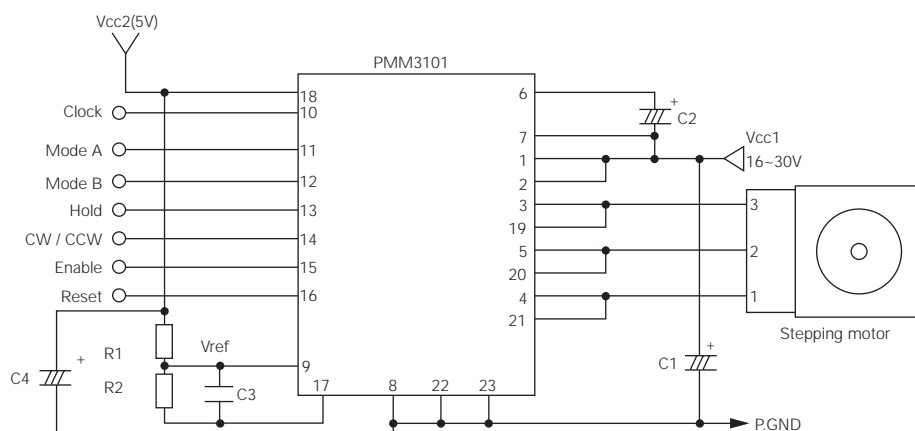 Vcc2(5V)
PMM3101
18
6
Clock
10
C2
+
7
Vcc1
Mode A
11
1
16~30V
Mode B
12
2
Hold
13
3
3
19
CW / CCW
14
5
2
Enable
15
20
Reset
16
4
1
21
Stepping motor
+
R1
Vref
9
+
C1
C4
R2
C3
17
8
22
23
P.GND